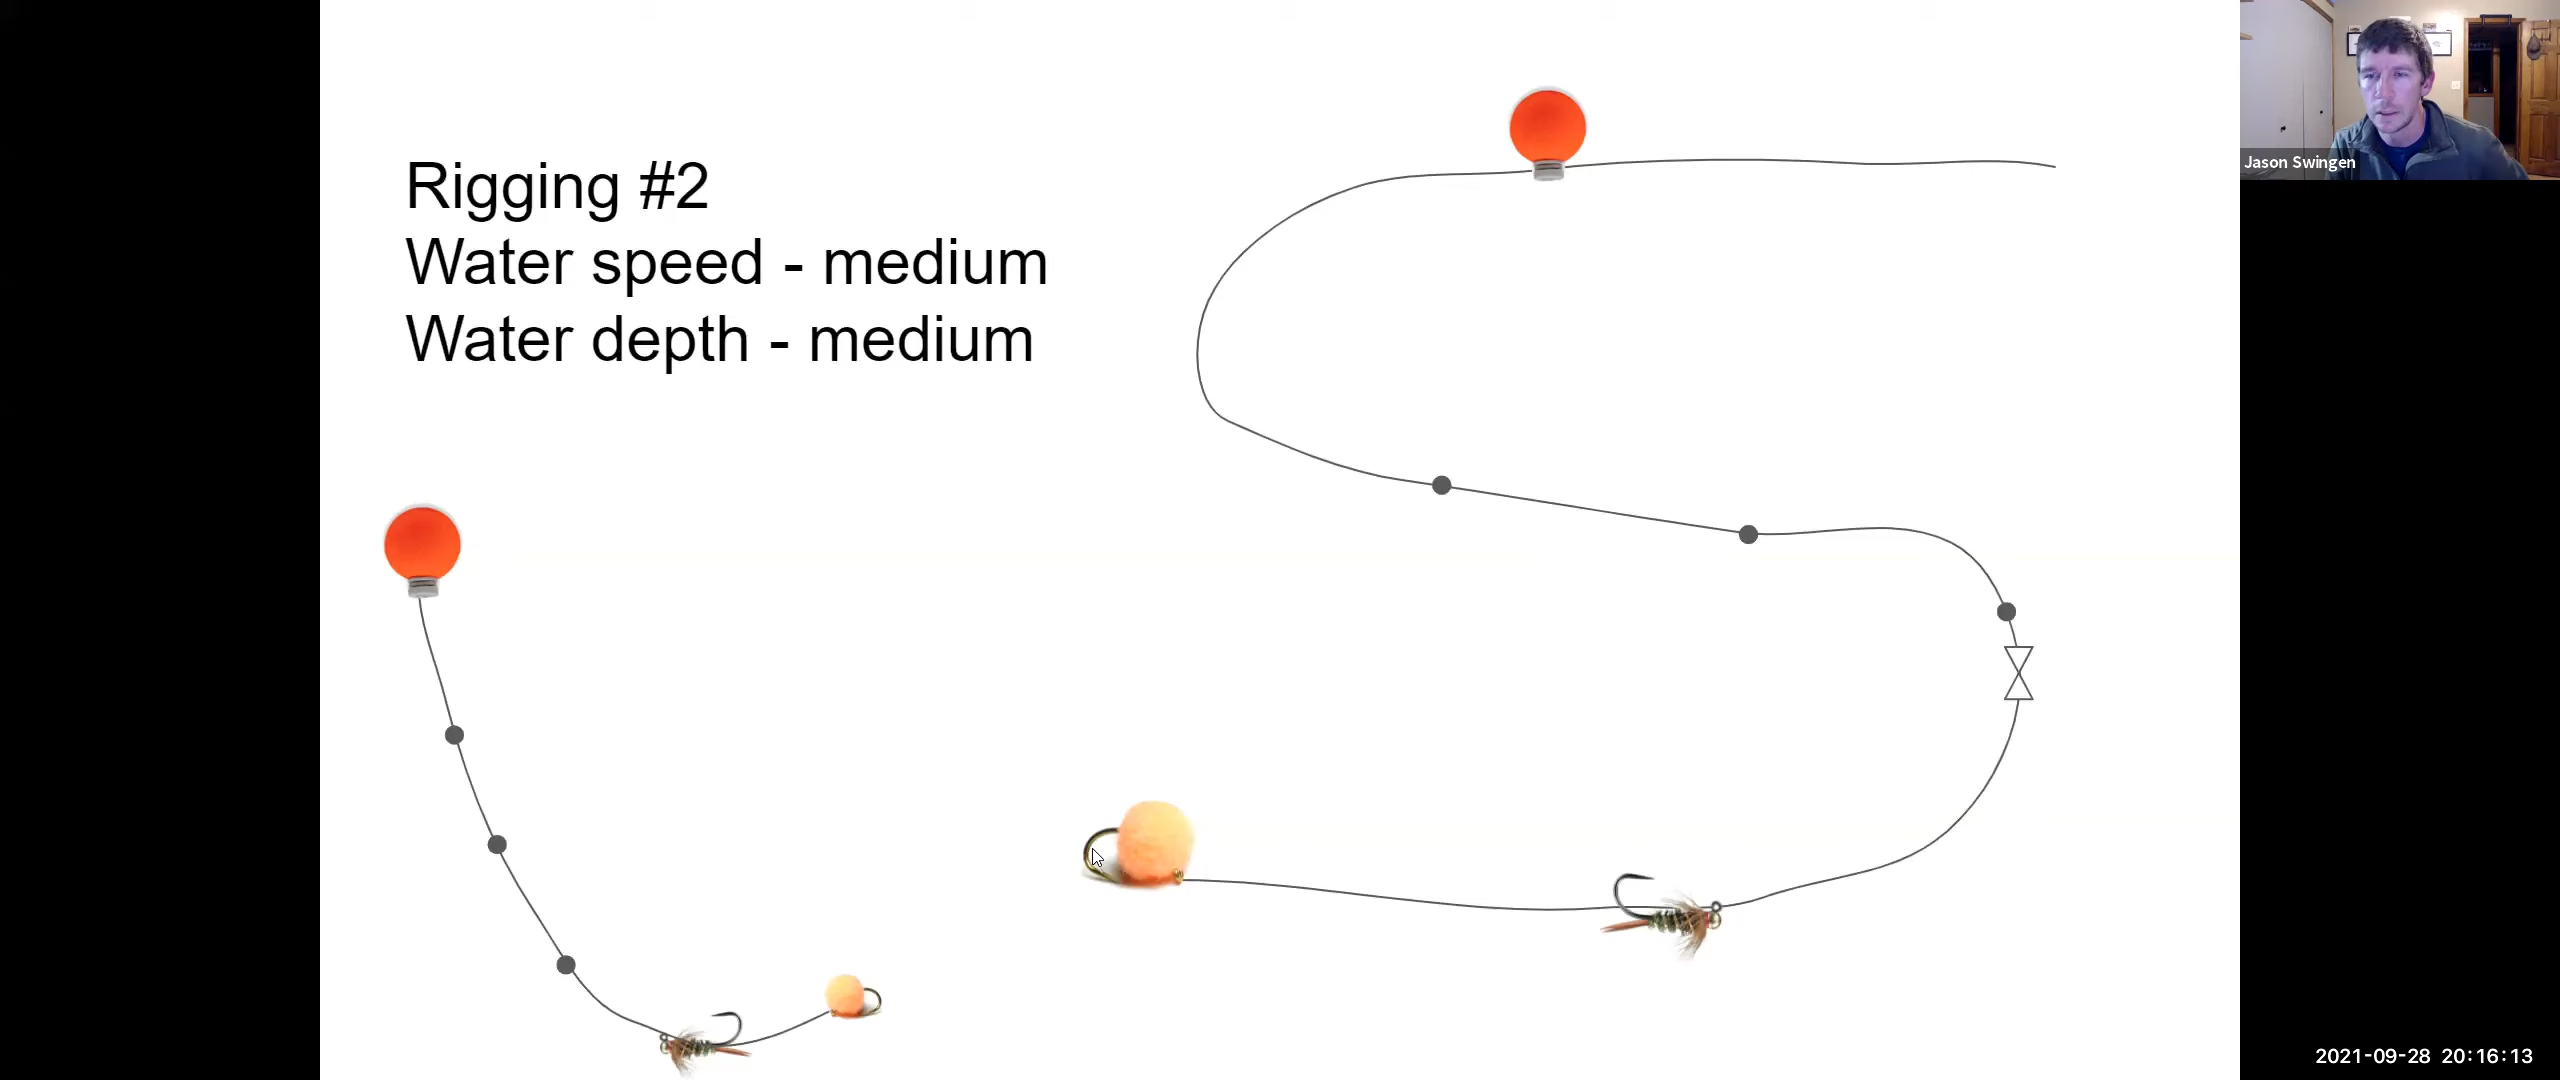 Rigging #2
Water speed - medium
Water depth - medium
Jason Swingen
2021-09-28 20:16:13